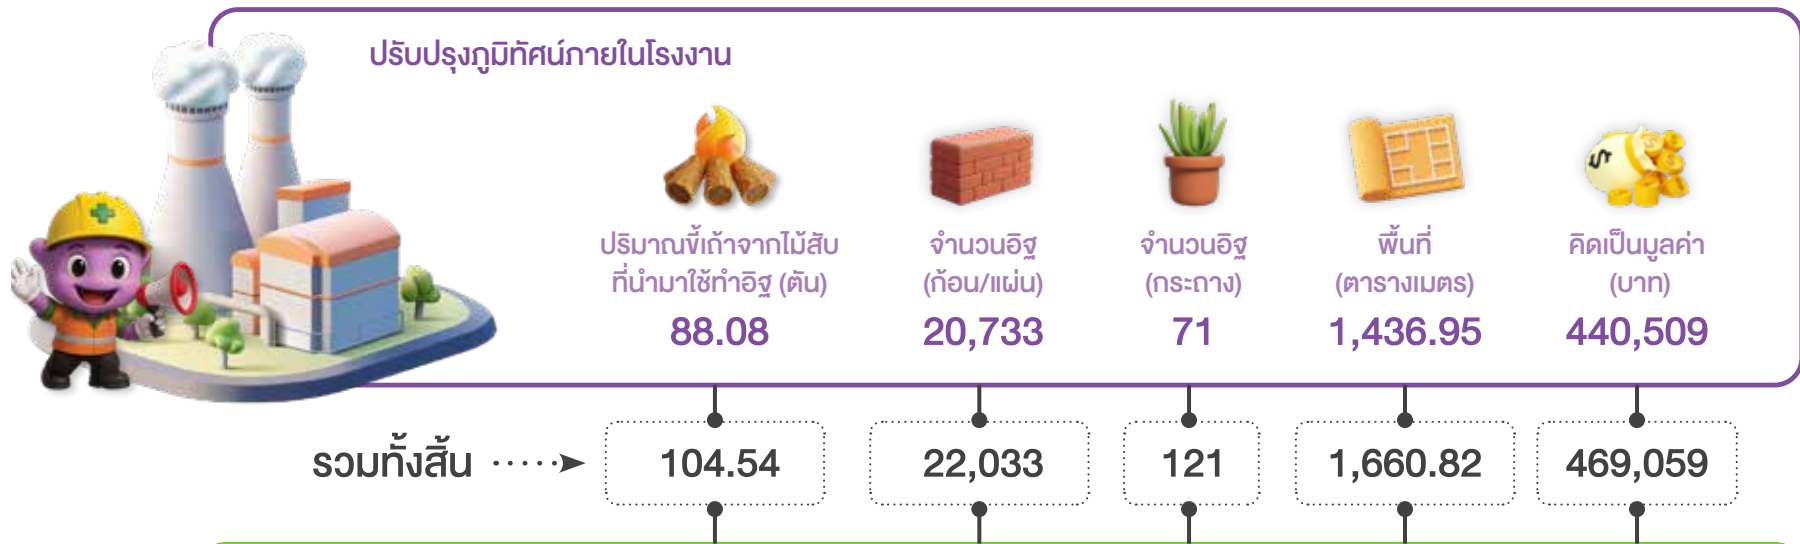 ปรับปรุงภูมิทัศน์ภายในโรงงาน
ปริมาณขี้เถ้าจากไม้สับ
ที่นำมาใช้ทำอิฐ (ตัน)
88.08
จำนวนอิฐ
(ก้อน/แผ่น)
20,733
จำนวนอิฐ
(กระถาง)
71
พื้นที่
(ตารางเมตร)
1,436.95
คิดเป็นมูลค่า
(บาท)
440,509
รวมทั้งสิ้น
104.54
22,033
121
1,660.82
469,059